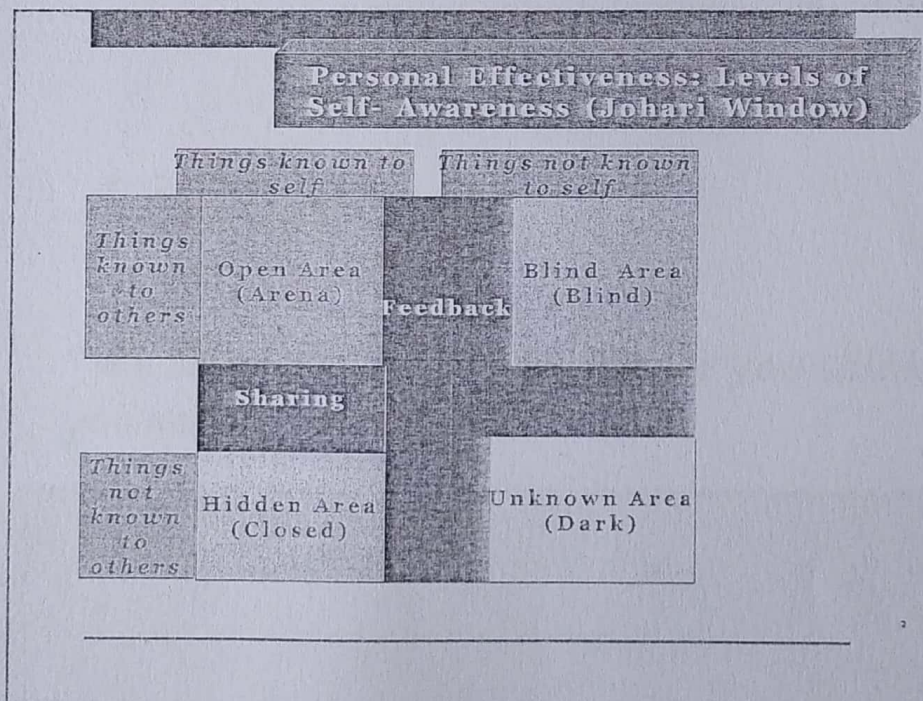 Personal Effectiveness: Levels of
Self- Awareness (Johari Window)
Things known to
self
Things not known
to self
Things
known
to
others
Open Area
(Arena)
Feedback
Blind Area
(Blind)
Sharing
Things
not
known
to
others
Hidden Area
(Closed)
Unknown Area
(Dark)
2